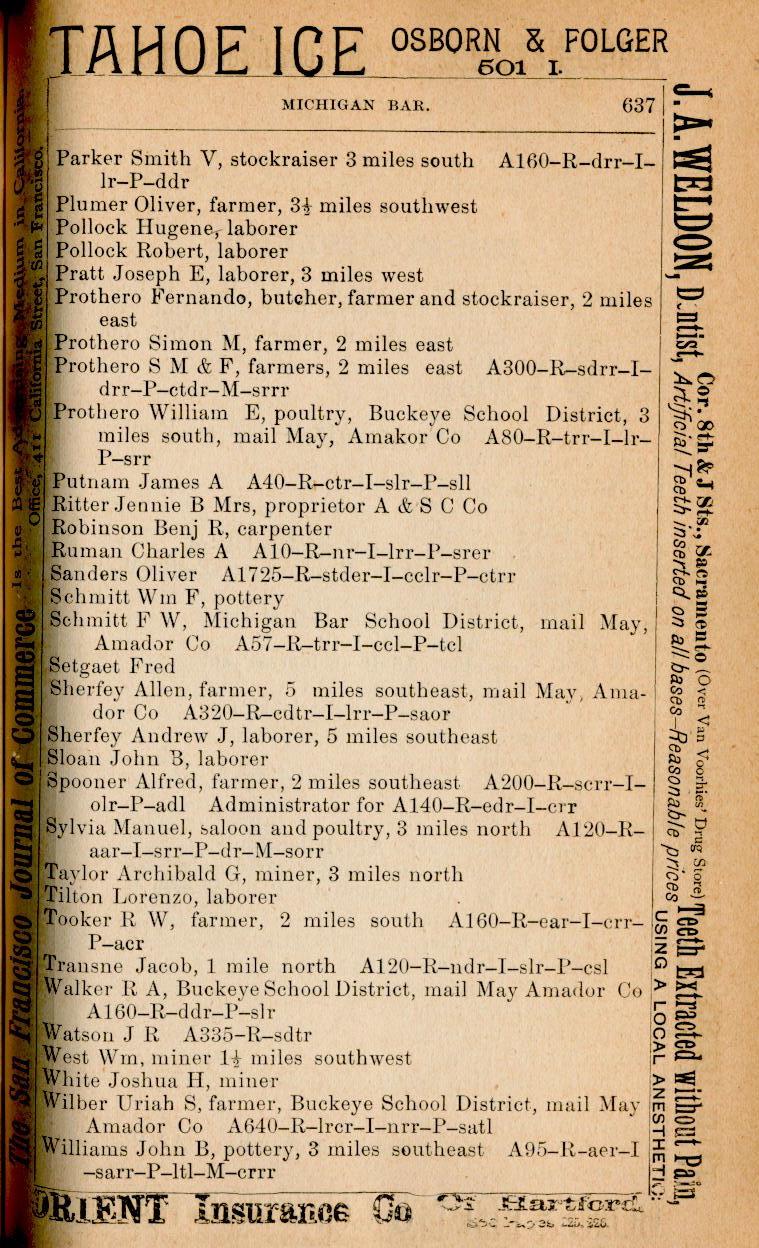 TAHOE ICE OSBORN & FOLGER
501 I.
MICHIGAN BAR. 637
Parker Smith V, stockraiser 3 miles south A160–R–drr–I–
lr–P–ddr
Plumer Oliver, farmer, 3½ miles southwest
Pollock Hugene, laborer
Pollock Robert, laborer
Pratt Joseph E, laborer, 3 miles west
Prothero Fernando, butcher, farmer and stockraiser, 2 miles
east
Prothero Simon M, farmer, 2 miles east
Prothero S M & F, farmers, 2 miles east A300–R–sdrr–I–
drr–P–ctdr–M–srrr
Prothero William E, poultry, Buckeye School District, 3
miles south, mail May, Amakor Co A80–R–trr–I–lr–
P–srr
Putnam James A A40–R–ctr–I–slr–P–sll
Ritter Jennie B Mrs, proprietor A & S C Co
Robinson Benj R, carpenter
Ruman Charles A A10–R–nr–I–lrr–P–srer
Sanders Oliver A1725–R–stder–I–cclr–P–ctrr
Schmitt Wm F, pottery
Schmitt F W, Michigan Bar School District, mail May,
Amador Co A57–R–trr–I–ccl–P–tcl
Setgaet Fred
Sherfey Allen, farmer, 5 miles southeast, mail May, Ama-
dor Co A320–R–cdtr–I–lrr–P–saor
Sherfey Andrew J, laborer, 5 miles southeast
Sloan John B, laborer
Spooner Alfred, farmer, 2 miles southeast A200–R–scrr–I–
olr–P–adl Administrator for A140–R–edr–I–crr
Sylvia Manuel, saloon and poultry, 3 miles north A120–R–
aar–I–srr–P–dr–M–sorr
Taylor Archibald G, miner, 3 miles north
Tilton Lorenzo, laborer
Tooker R W, farmer, 2 miles south A160–R–ear–I–crr–
P–acr
Transne Jacob, 1 mile north A120–R–ndr–I–slr–P–csl
Walker R A, Buckeye School District, mail May Amador Co
A160–R–ddr–P–slr
Watson J R A335–R–sdtr
West Wm, miner 1½ miles southwest
White Joshua H, miner
Wilber Uriah S, farmer, Buckeye School District, mail May
Amador Co A640–R–lrcr–I–nrr–P–satl
Williams John B, pottery, 3 miles southeast A95–R–aer–I
–sarr–P–ltl–M–crrr
ORIENT Insurance Co Of Hartford.
225, 226.
The San Francisco Journal of Commerce Is the Best Advertising Medium in California.
Office, 411 California Street, San Francisco.
J. A. WELDON, Dentist, Cor. 8th & J Sts., Sacramento (Over Van Voorhies' Drug Store) Teeth Extracted Without Pain,
Artificial Teeth inserted on all bases—Reasonable prices USING A LOCAL ANESTHETIC.